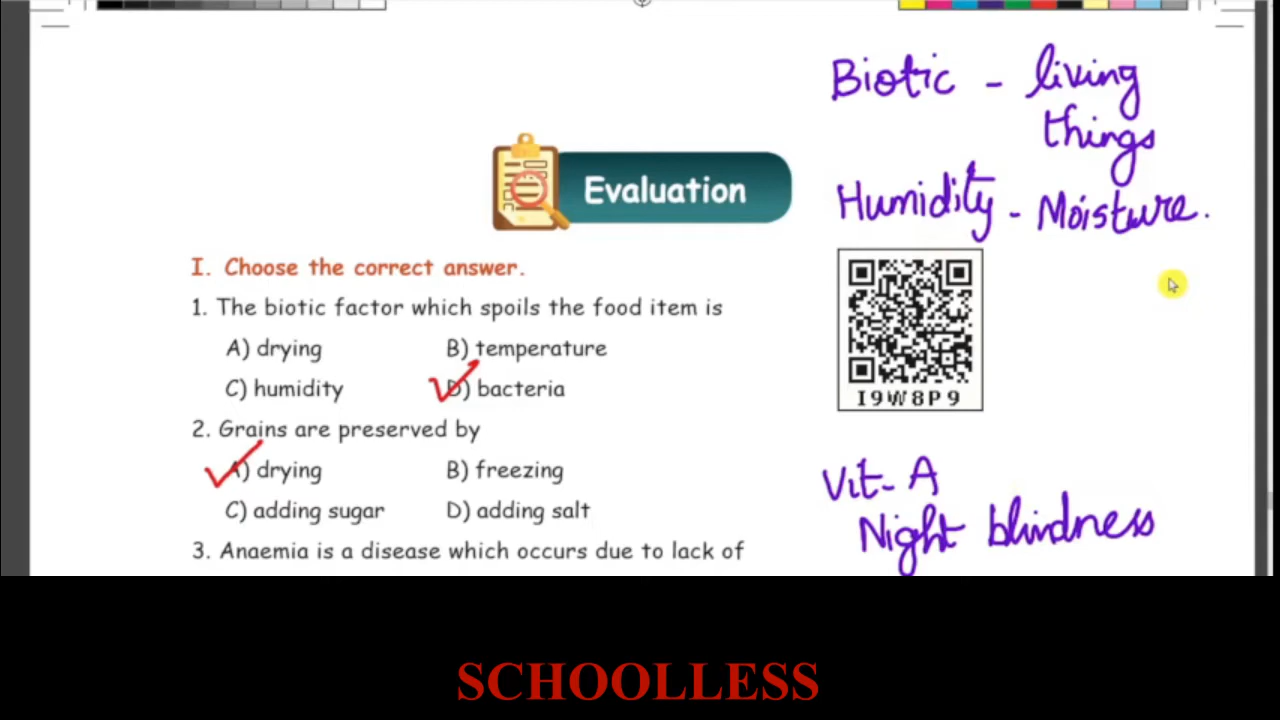 Biotic - living
things
Humidity - Moisture.
Evaluation
I. Choose the correct answer.
1. The biotic factor which spoils the food item is
A) drying B) temperature
C) humidity D) bacteria
I9W8P9
2. Grains are preserved by
A) drying B) freezing
C) adding sugar D) adding salt
Vit- A
Night blindness
3. Anaemia is a disease which occurs due to lack of
SCHOOLLESS